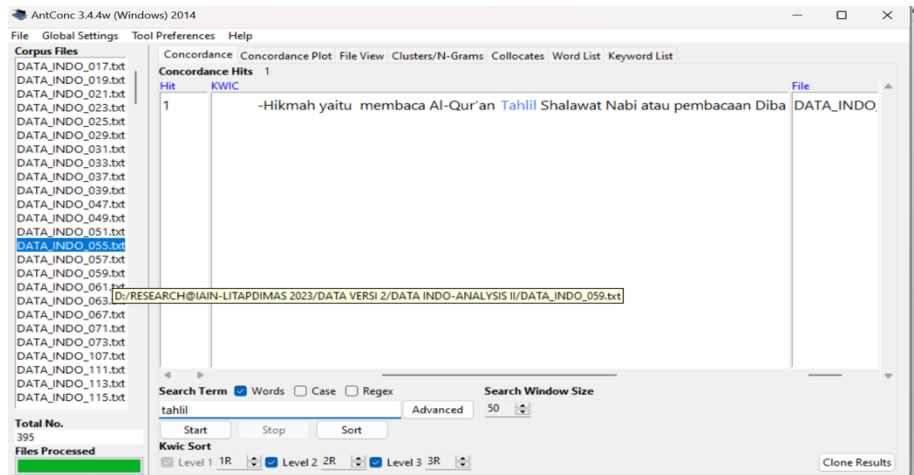 AntConc 3.4.4w (Windows) 2014
File Global Settings Tool Preferences Help
Corpus Files
DATA_INDO_017.txt
DATA_INDO_019.txt
DATA_INDO_021.txt
DATA_INDO_023.txt
DATA_INDO_025.txt
DATA_INDO_029.txt
DATA_INDO_031.txt
DATA_INDO_033.txt
DATA_INDO_037.txt
DATA_INDO_039.txt
DATA_INDO_047.txt
DATA_INDO_049.txt
DATA_INDO_051.txt
DATA_INDO_055.txt
DATA_INDO_057.txt
DATA_INDO_059.txt
DATA_INDO_061.txt
DATA_INDO_063.
DATA_INDO_067.txt
DATA_INDO_071.txt
DATA_INDO_073.txt
DATA_INDO_107.txt
DATA_INDO_111.txt
DATA_INDO_113.txt
DATA_INDO_115.txt
Total No.
395
Files Processed
Concordance Concordance Plot File View Clusters/N-Grams Collocates Word List Keyword List
Concordance Hits 1
Hit KWIC File
1 -Hikmah yaitu membaca Al-Qur'an Tahlil Shalawat Nabi atau pembacaan Diba DATA_INDO_
D:/RESEARCH@IAIN-LITAPDIMAS 2023/DATA VERSI 2/DATA INDO-ANALYSIS II/DATA_INDO_059.txt
Search Term Words Case Regex Search Window Size
tahlil Advanced 50
Start Stop Sort
Kwic Sort
Level 1 1R Level 2 2R Level 3 3R Clone Results